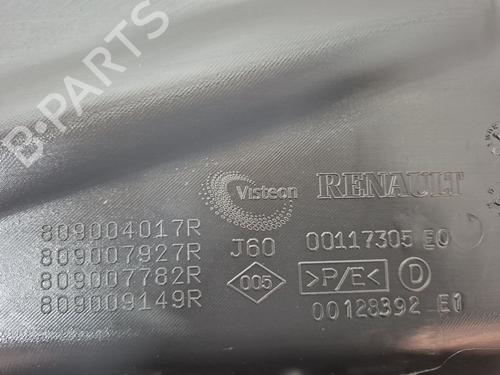 B-PARTS
Visteon RENAULT
809004017R
809007927R J60 00117305 E0
809007782R 005 >P/E< D
809009149R 00128392 E1